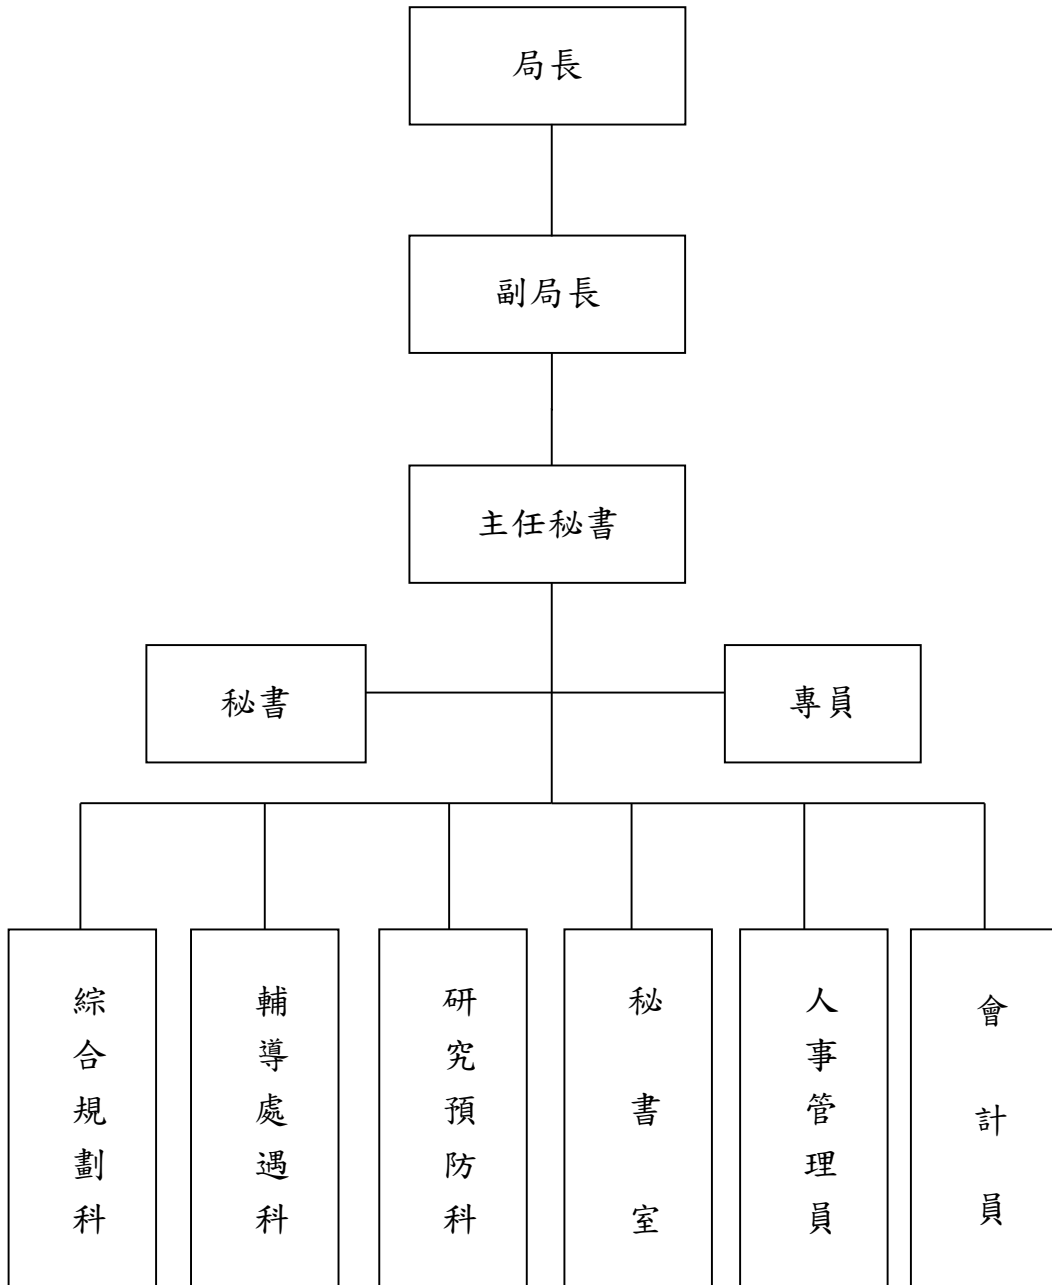 局長
副局長
主任秘書
秘書
專員
綜合規劃科
輔導處遇科
研究預防科
秘書室
人事管理員
會計員